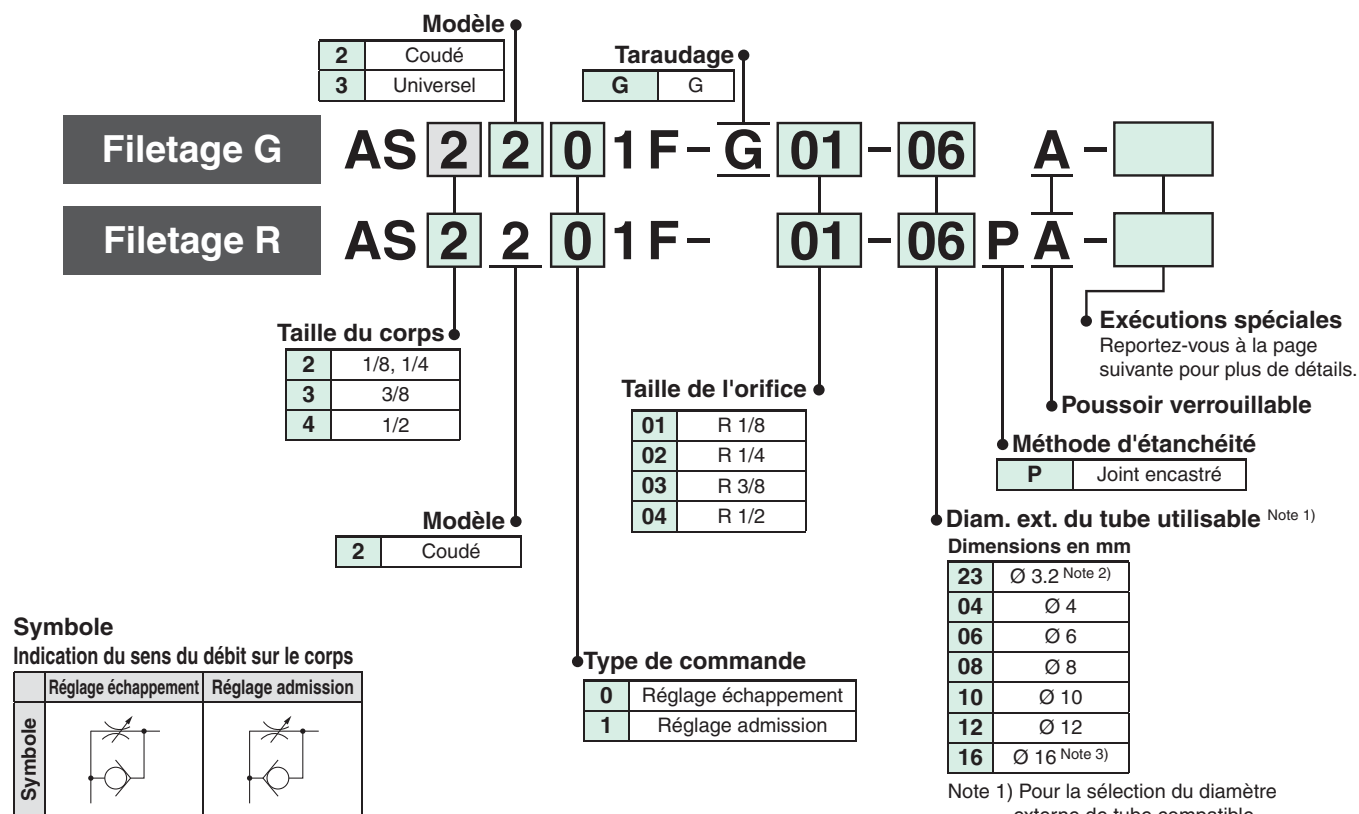 Modèle
2 Coudé
3 Universel
Taraudage
G G
Filetage G AS 2 2 0 1 F - G 01 - 06 A -
Filetage R AS 2 2 0 1 F - 01 - 06 P A -
Taille du corps
2 1/8, 1/4
3 3/8
4 1/2
Modèle
2 Coudé
Taille de l'orifice
01 R 1/8
02 R 1/4
03 R 3/8
04 R 1/2
Exécutions spéciales
Reportez-vous à la page
suivante pour plus de détails.
Poussoir verrouillable
Méthode d'étanchéité
P Joint encastré
Diam. ext. du tube utilisable Note 1)
Dimensions en mm
23 Ø 3.2 Note 2)
04 Ø 4
06 Ø 6
08 Ø 8
10 Ø 10
12 Ø 12
16 Ø 16 Note 3)
Note 1) Pour la sélection du diamètre
externe de tube compatible
Type de commande
0 Réglage échappement
1 Réglage admission
Symbole
Indication du sens du débit sur le corps
Réglage échappement Réglage admission
Symbole